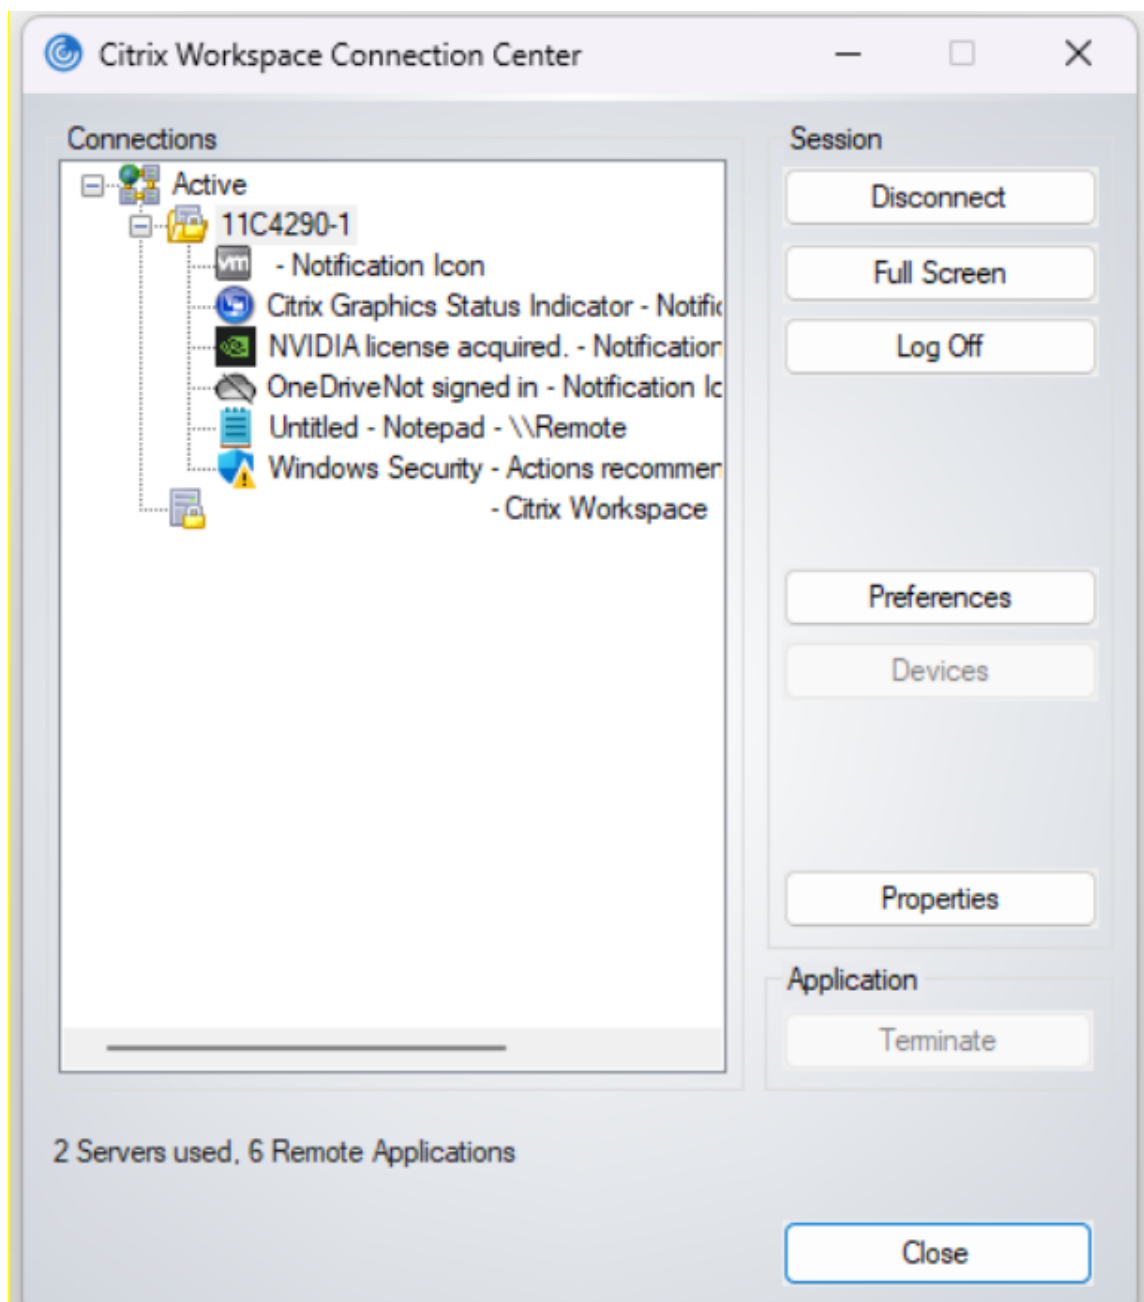 Citrix Workspace Connection Center
Connections
Active
11C4290-1
vm - Notification Icon
Citrix Graphics Status Indicator - Notific
NVIDIA license acquired. - Notification
OneDriveNot signed in - Notification Ic
Untitled - Notepad - \\Remote
Windows Security - Actions recommen
- Citrix Workspace
Session
Disconnect
Full Screen
Log Off
Preferences
Devices
Properties
Application
Terminate
2 Servers used, 6 Remote Applications
Close